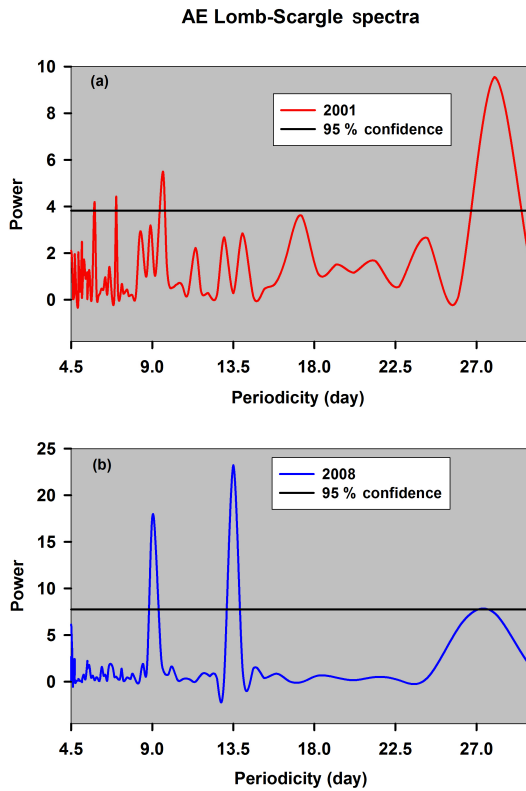 AE Lomb-Scargle spectra
(a)
2001
95 % confidence
Power
10
8
6
4
2
0
4.5 9.0 13.5 18.0 22.5 27.0
Periodicity (day)
(b)
2008
95 % confidence
Power
25
20
15
10
5
0
4.5 9.0 13.5 18.0 22.5 27.0
Periodicity (day)